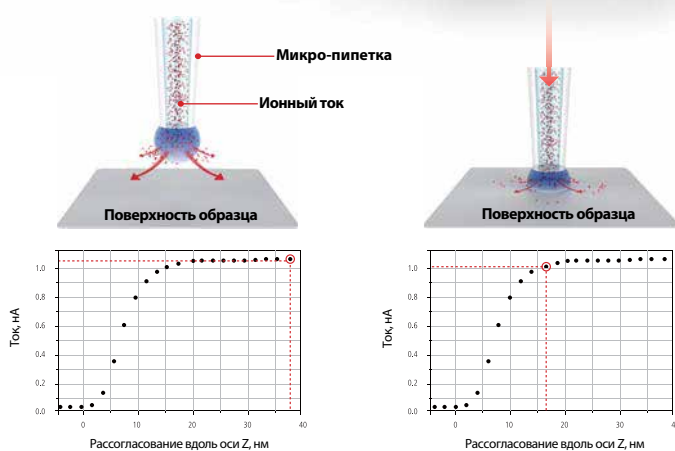 Микро-пипетка
Ионный ток
Поверхность образца
Поверхность образца
Ток, нА
1.0
0.8
0.6
0.4
0.2
0.0
0
10
20
30
40
Рассогласование вдоль оси Z, нм
Ток, нА
1.0
0.8
0.6
0.4
0.2
0.0
0
10
20
30
Рассогласование вдоль оси Z, нм